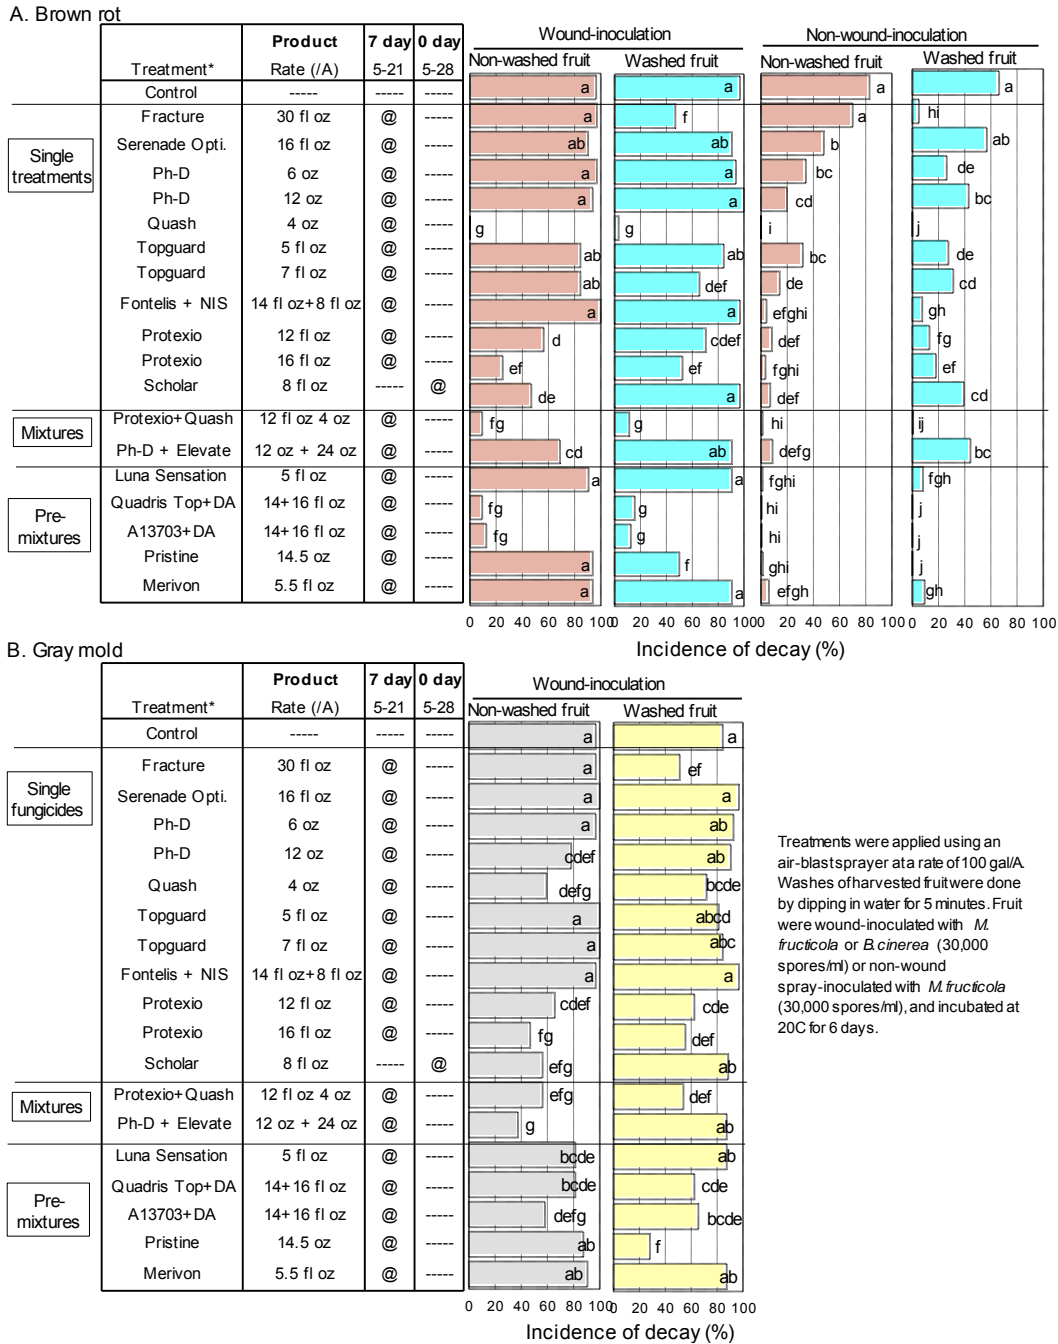 A. Brown rot
Product 7 day 0 day Wound-inoculation Non-wound-inoculation
Treatment* Rate (/A) 5-21 5-28 Non-washed fruit Washed fruit Non-washed fruit Washed fruit
Control ----- ----- ----- a a a a
Single treatments
Fracture 30 fl oz @ ----- a f a hi
Serenade Opti. 16 fl oz @ ----- ab ab b ab
Ph-D 6 oz @ ----- a a bc de
Ph-D 12 oz @ ----- a a cd bc
Quash 4 oz @ ----- g g i j
Topguard 5 fl oz @ ----- ab ab bc de
Topguard 7 fl oz @ ----- ab def de cd
Fontelis + NIS 14 fl oz+8 fl oz @ ----- a a efghi gh
Protexio 12 fl oz @ ----- d cdef def fg
Protexio 16 fl oz @ ----- ef ef fghi ef
Scholar 8 fl oz ----- @ de a def cd
Mixtures
Protexio+Quash 12 fl oz 4 oz @ ----- fg g hi ij
Ph-D + Elevate 12 oz + 24 oz @ ----- cd ab defg bc
Pre-mixtures
Luna Sensation 5 fl oz @ ----- a a fghi fgh
Quadris Top+DA 14+16 fl oz @ ----- fg g hi j
A13703+DA 14+16 fl oz @ ----- fg g hi j
Pristine 14.5 oz @ ----- a f ghi j
Merivon 5.5 fl oz @ ----- a a efgh gh
0 20 40 60 80 100 0 20 40 60 80 100 0 20 40 60 80 100 0 20 40 60 80 100
Incidence of decay (%)
B. Gray mold
Product 7 day 0 day Wound-inoculation
Treatment* Rate (/A) 5-21 5-28 Non-washed fruit Washed fruit
Control ----- ----- ----- a a
Single fungicides
Fracture 30 fl oz @ ----- a ef
Serenade Opti. 16 fl oz @ ----- a a
Ph-D 6 oz @ ----- a ab
Ph-D 12 oz @ ----- cdef ab
Quash 4 oz @ ----- defg bcde
Topguard 5 fl oz @ ----- a abcd
Topguard 7 fl oz @ ----- a abc
Fontelis + NIS 14 fl oz+8 fl oz @ ----- a a
Protexio 12 fl oz @ ----- cdef cde
Protexio 16 fl oz @ ----- fg def
Scholar 8 fl oz ----- @ efg ab
Mixtures
Protexio+Quash 12 fl oz 4 oz @ ----- efg def
Ph-D + Elevate 12 oz + 24 oz @ ----- g ab
Pre-mixtures
Luna Sensation 5 fl oz @ ----- bcde ab
Quadris Top+DA 14+16 fl oz @ ----- bcde cde
A13703+DA 14+16 fl oz @ ----- defg bcde
Pristine 14.5 oz @ ----- ab f
Merivon 5.5 fl oz @ ----- ab ab
0 20 40 60 80 100 0 20 40 60 80 100
Incidence of decay (%)
Treatments were applied using an
air-blast sprayer at a rate of 100 gal/A.
Washes of harvested fruit were done
by dipping in water for 5 minutes. Fruit
were wound-inoculated with M.
fructicola or B.cinerea (30,000
spores/ml) or non-wound
spray-inoculated with M. fructicola
(30,000 spores/ml), and incubated at
20C for 6 days.